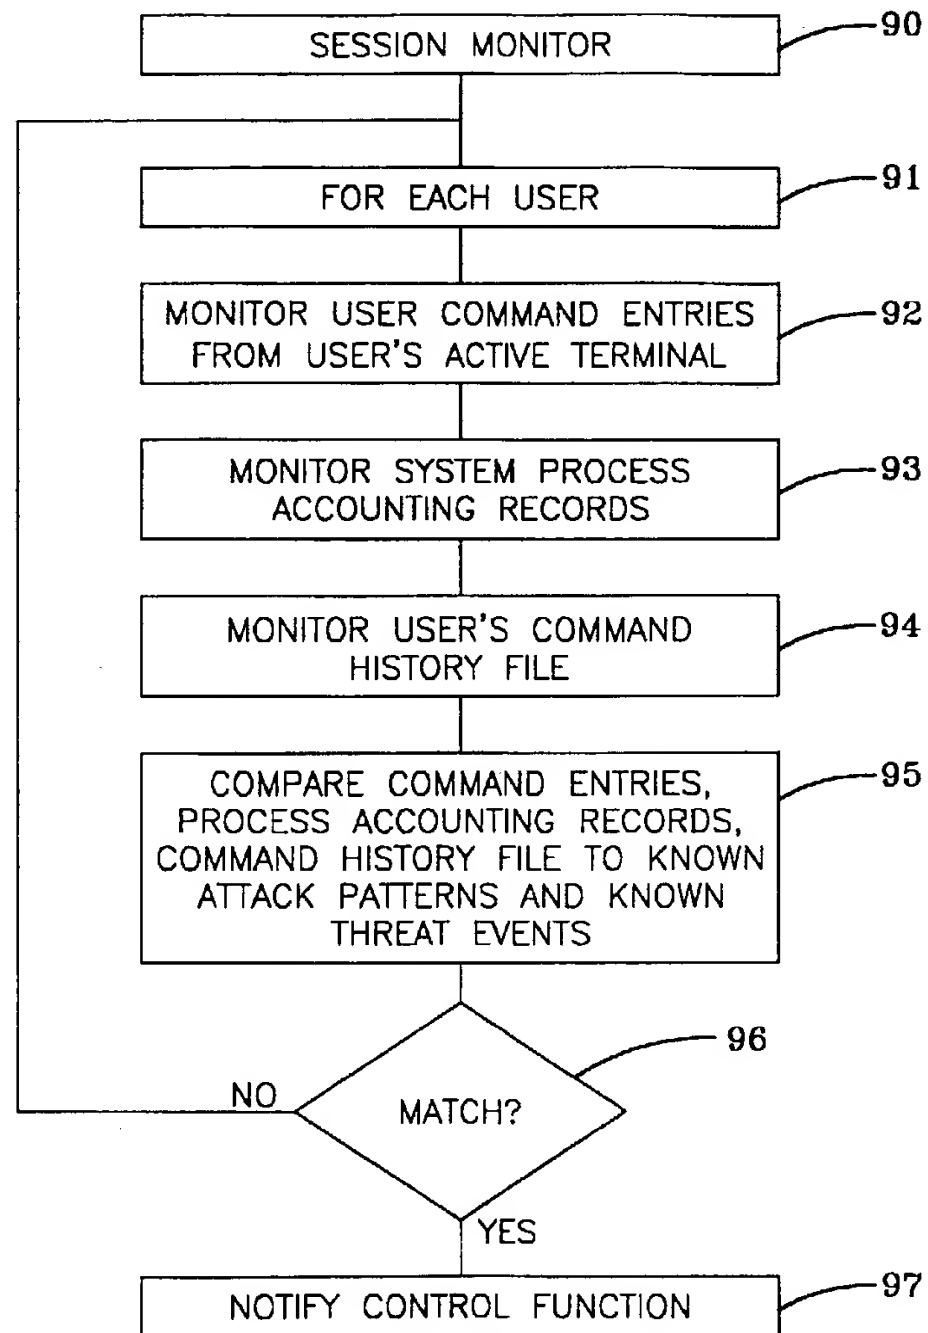 SESSION MONITOR
90
FOR EACH USER
91
MONITOR USER COMMAND ENTRIES
FROM USER'S ACTIVE TERMINAL
92
MONITOR SYSTEM PROCESS
ACCOUNTING RECORDS
93
MONITOR USER'S COMMAND
HISTORY FILE
94
COMPARE COMMAND ENTRIES,
PROCESS ACCOUNTING RECORDS,
COMMAND HISTORY FILE TO KNOWN
ATTACK PATTERNS AND KNOWN
THREAT EVENTS
95
96
NO
MATCH?
YES
NOTIFY CONTROL FUNCTION
97